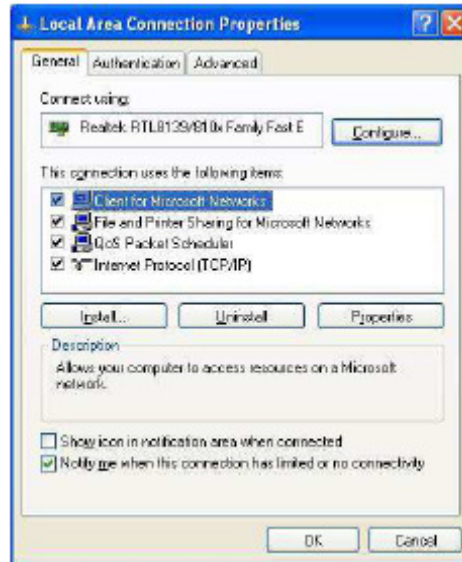 Local Area Connection Properties
General Authentication Advanced
Connect using:
Realtek RTL8139/810x Family Fast E Configure...
This connection uses the following items:
Client for Microsoft Networks
File and Printer Sharing for Microsoft Networks
QoS Packet Scheduler
Internet Protocol (TCP/IP)
Install... Uninstall Properties
Description
Allows your computer to access resources on a Microsoft
network.
Show icon in notification area when connected
Notify me when this connection has limited or no connectivity
OK Cancel